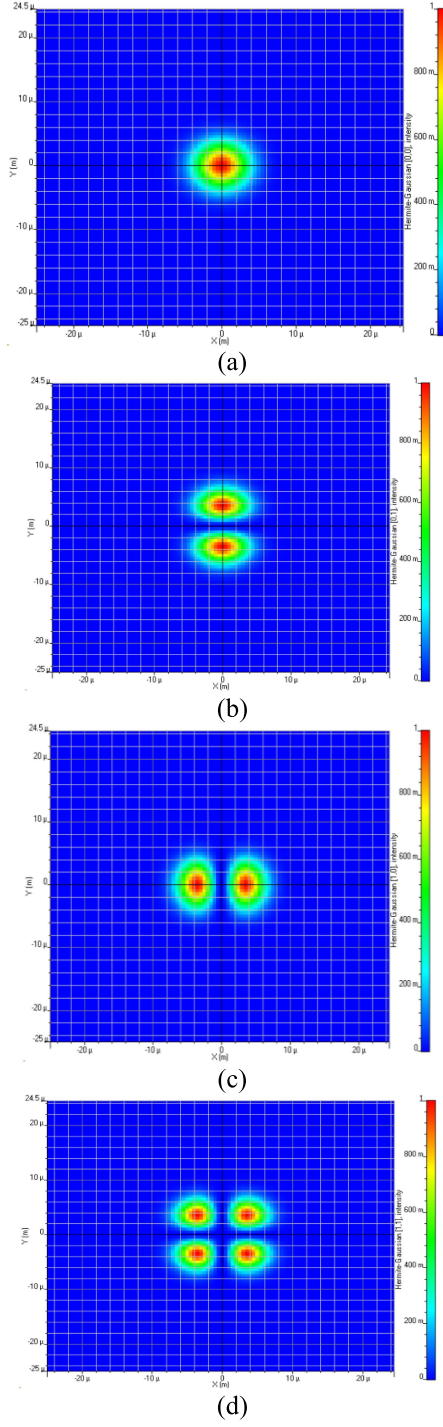 24.5 µ
20 µ
10 µ
Y (m)
0
-10 µ
-20 µ
-25 µ
-20 µ
-10 µ
0
10 µ
20 µ
X (m)
1
800 m
600 m
400 m
200 m
0
Hermite-Gaussian [0,0], intensity
(a)
24.5 µ
20 µ
10 µ
Y (m)
0
-10 µ
-20 µ
-25 µ
-20 µ
-10 µ
0
10 µ
20 µ
X (m)
1
800 m
600 m
400 m
200 m
0
Hermite-Gaussian [0,1], intensity
(b)
24.5 µ
20 µ
10 µ
Y (m)
0
-10 µ
-20 µ
-25 µ
-20 µ
-10 µ
0
10 µ
20 µ
X (m)
1
800 m
600 m
400 m
200 m
0
Hermite-Gaussian [1,0], intensity
(c)
24.5 µ
20 µ
10 µ
Y (m)
0
-10 µ
-20 µ
-25 µ
-20 µ
-10 µ
0
10 µ
20 µ
X (m)
1
800 m
600 m
400 m
200 m
0
Hermite-Gaussian [1,1], intensity
(d)